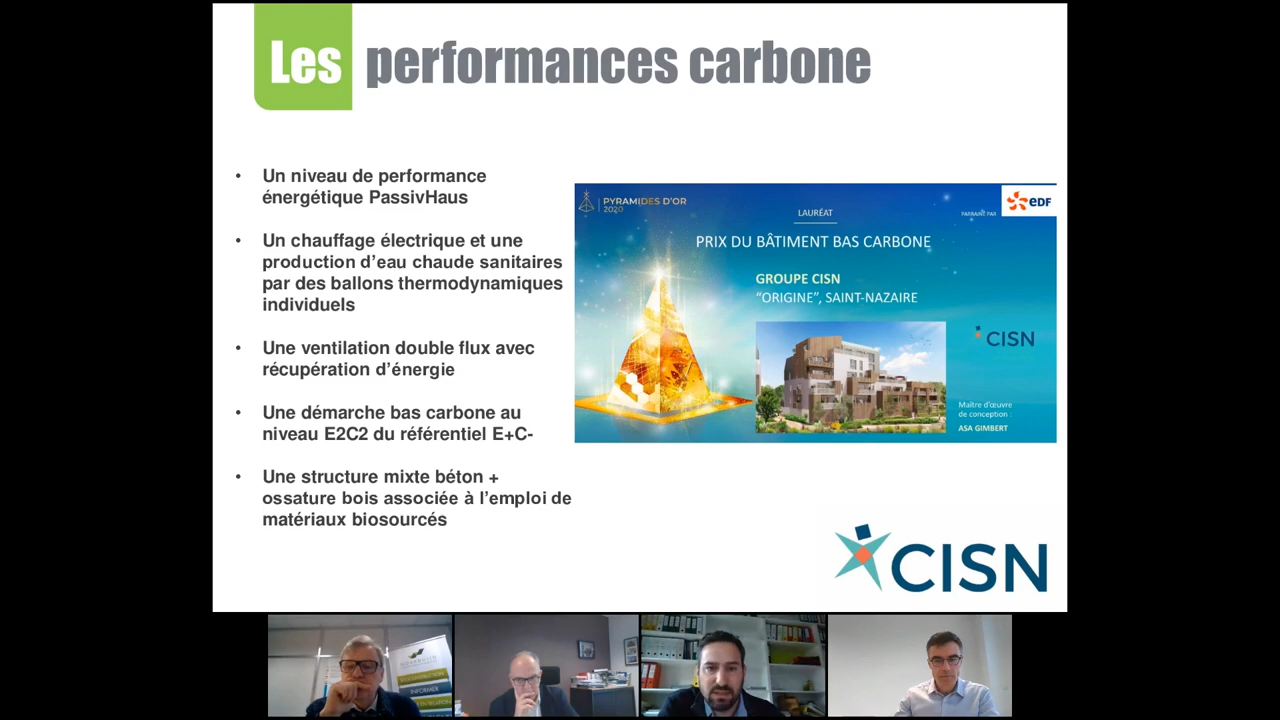 Les performances carbone
• Un niveau de performance
énergétique PassivHaus
• Un chauffage électrique et une
production d'eau chaude sanitaires
par des ballons thermodynamiques
individuels
• Une ventilation double flux avec
récupération d'énergie
• Une démarche bas carbone au
niveau E2C2 du référentiel E+C-
• Une structure mixte béton +
ossature bois associée à l'emploi de
matériaux biosourcés
PYRAMIDES D'OR
2020
LAURÉAT
PARRAINÉ PAR
eDF
PRIX DU BÂTIMENT BAS CARBONE
GROUPE CISN
"ORIGINE", SAINT-NAZAIRE
CISN
Maître d'œuvre
de conception :
ASA GIMBERT
CISN
NOVABUILD
INFORMER